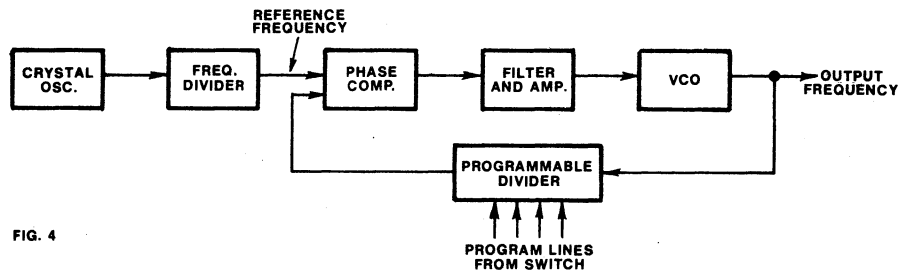 REFERENCE
FREQUENCY
CRYSTAL
OSC.
FREQ.
DIVIDER
PHASE
COMP.
FILTER
AND AMP.
VCO
OUTPUT
FREQUENCY
PROGRAMMABLE
DIVIDER
FIG. 4
PROGRAM LINES
FROM SWITCH